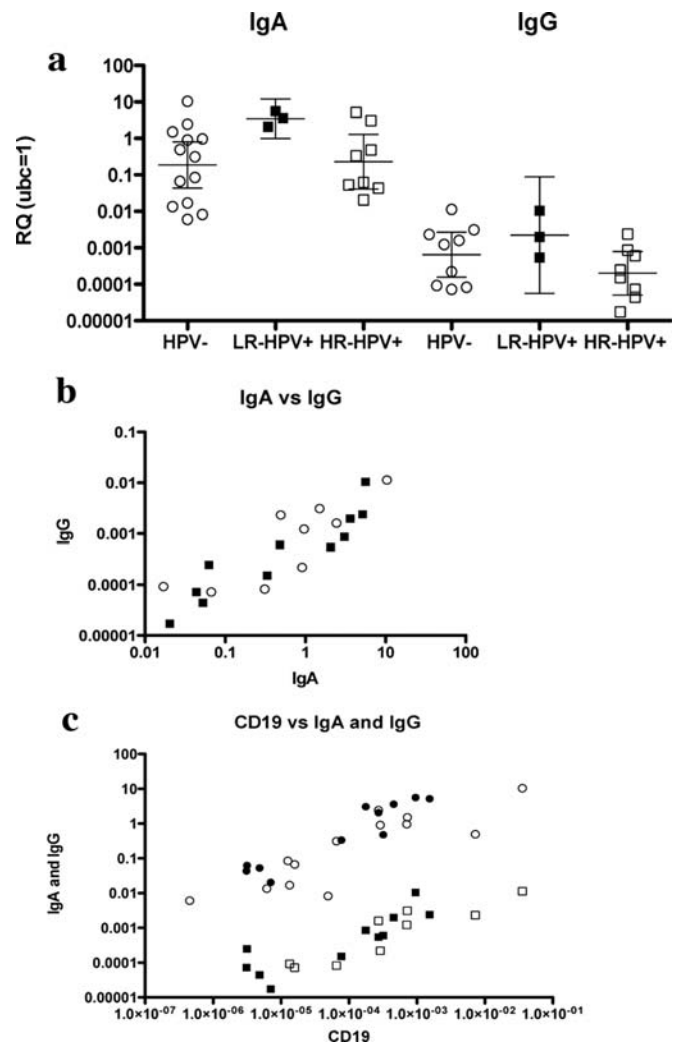 IgA IgG
a
100
10
1
0.1
0.01
0.001
0.0001
0.00001
RQ (ubc=1)
HPV- LR-HPV+ HR-HPV+ HPV- LR-HPV+ HR-HPV+
b
IgA vs IgG
0.1
0.01
0.001
0.0001
0.00001
IgG
0.01 0.1 1 10 100
IgA
c
CD19 vs IgA and IgG
100
10
1
0.1
0.01
0.001
0.0001
0.00001
IgA and IgG
1.0×10-07 1.0×10-06 1.0×10-05 1.0×10-04 1.0×10-03 1.0×10-02 1.0×10-01
CD19